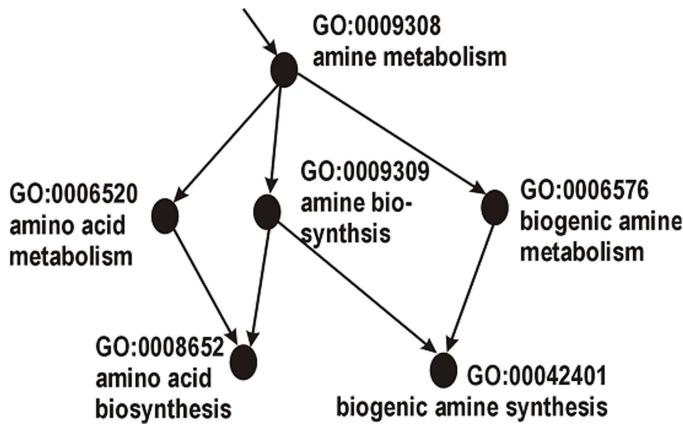 GO:0009308
amine metabolism
GO:0006520
amino acid
metabolism
GO:0009309
amine bio-
synthsis
GO:0006576
biogenic amine
metabolism
GO:0008652
amino acid
biosynthesis
GO:00042401
biogenic amine synthesis